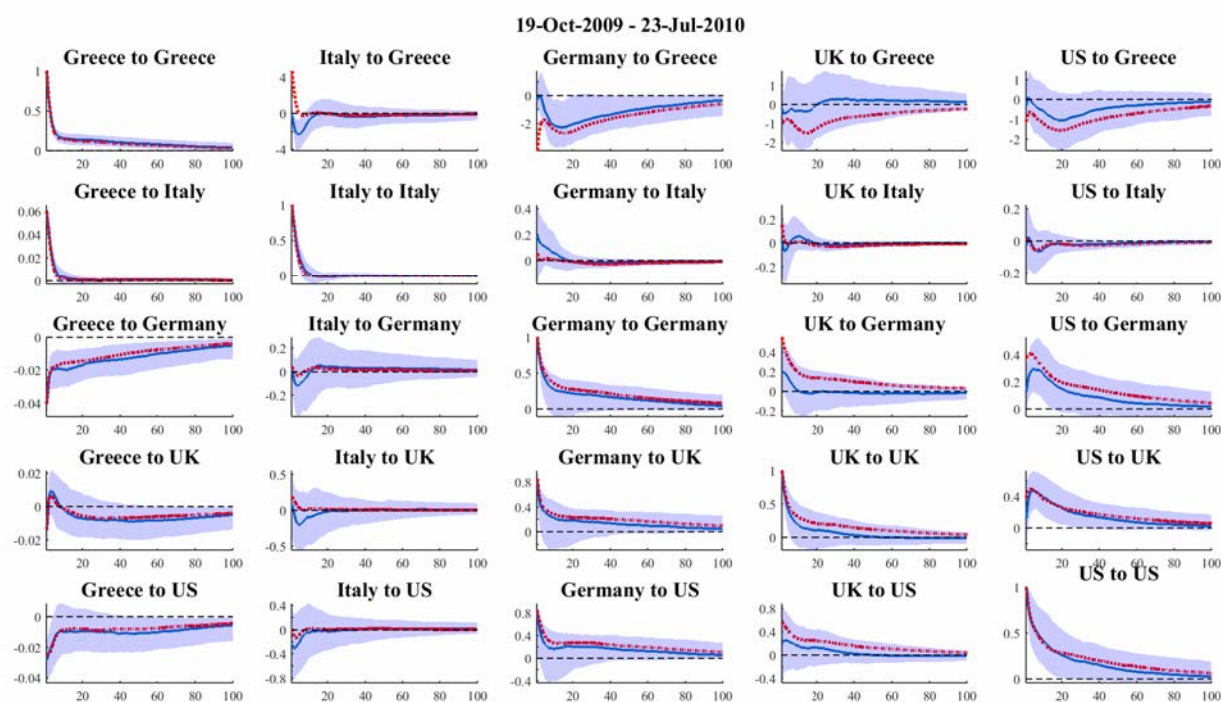 19-Oct-2009 - 23-Jul-2010
Greece to Greece
Italy to Greece
Germany to Greece
UK to Greece
US to Greece
1
0.5
0
20 40 60 80 100
4
0
-4
20 40 60 80 100
0
-2
20 40 60 80 100
1
0
-1
-2
20 40 60 80 100
1
0
-1
-2
20 40 60 80 100
Greece to Italy
Italy to Italy
Germany to Italy
UK to Italy
US to Italy
0.06
0.04
0.02
0
20 40 60 80 100
1
0.5
0
20 40 60 80 100
0.4
0.2
0
20 40 60 80 100
0.2
0
-0.2
20 40 60 80 100
0.2
0
-0.2
20 40 60 80 100
Greece to Germany
Italy to Germany
Germany to Germany
UK to Germany
US to Germany
0
-0.02
-0.04
20 40 60 80 100
0.2
0
-0.2
20 40 60 80 100
1
0.5
0
20 40 60 80 100
0.4
0.2
0
-0.2
20 40 60 80 100
0.4
0.2
0
20 40 60 80 100
Greece to UK
Italy to UK
Germany to UK
UK to UK
US to UK
0.02
0
-0.02
20 40 60 80 100
0.5
0
-0.5
20 40 60 80 100
0.8
0.4
0
20 40 60 80 100
1
0.5
0
20 40 60 80 100
0.4
0
20 40 60 80 100
Greece to US
Italy to US
Germany to US
UK to US
US to US
0
-0.02
-0.04
20 40 60 80 100
0.4
0
-0.4
-0.8
20 40 60 80 100
0.8
0.4
0
-0.4
20 40 60 80 100
0.8
0.4
0
-0.4
20 40 60 80 100
1
0.5
0
20 40 60 80 100